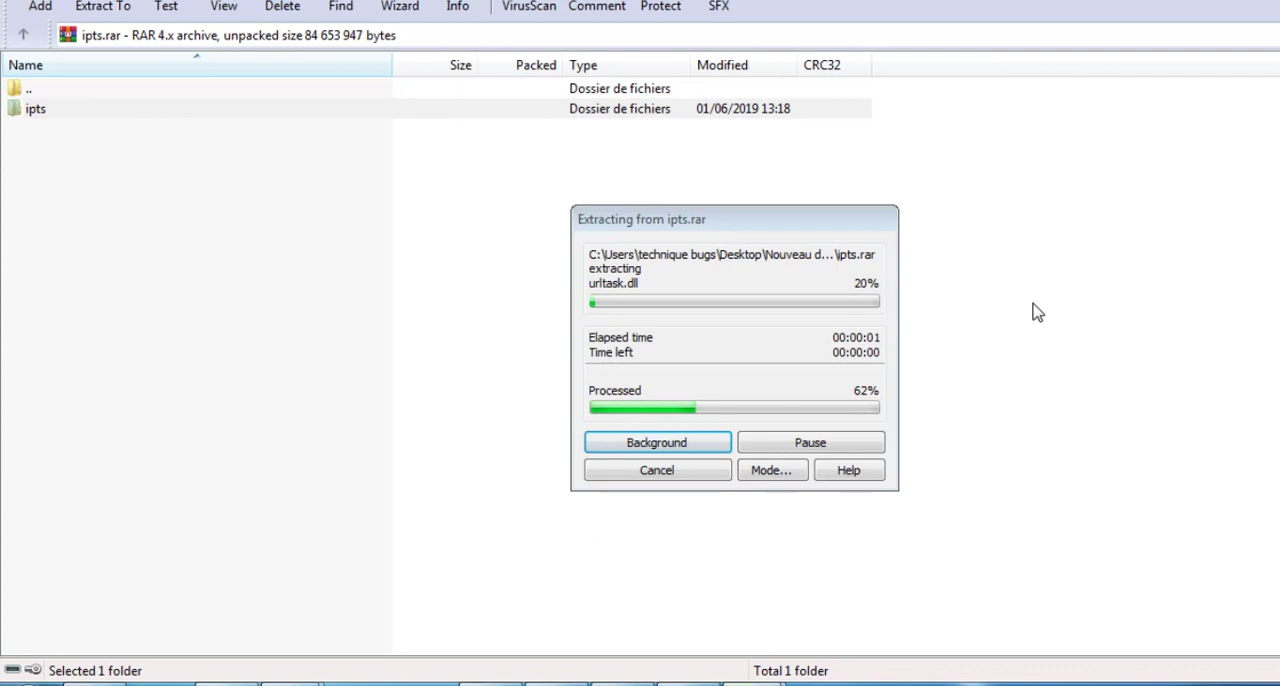 Add Extract To Test View Delete Find Wizard Info VirusScan Comment Protect SFX
ipts.rar - RAR 4.x archive, unpacked size 84 653 947 bytes
Name Size Packed Type Modified CRC32
.. Dossier de fichiers
ipts Dossier de fichiers 01/06/2019 13:18
Extracting from ipts.rar
C:\Users\technique bugs\Desktop\Nouveau d...\ipts.rar
extracting
urltask.dll 20%
Elapsed time 00:00:01
Time left 00:00:00
Processed 62%
Background Pause
Cancel Mode... Help
Selected 1 folder Total 1 folder